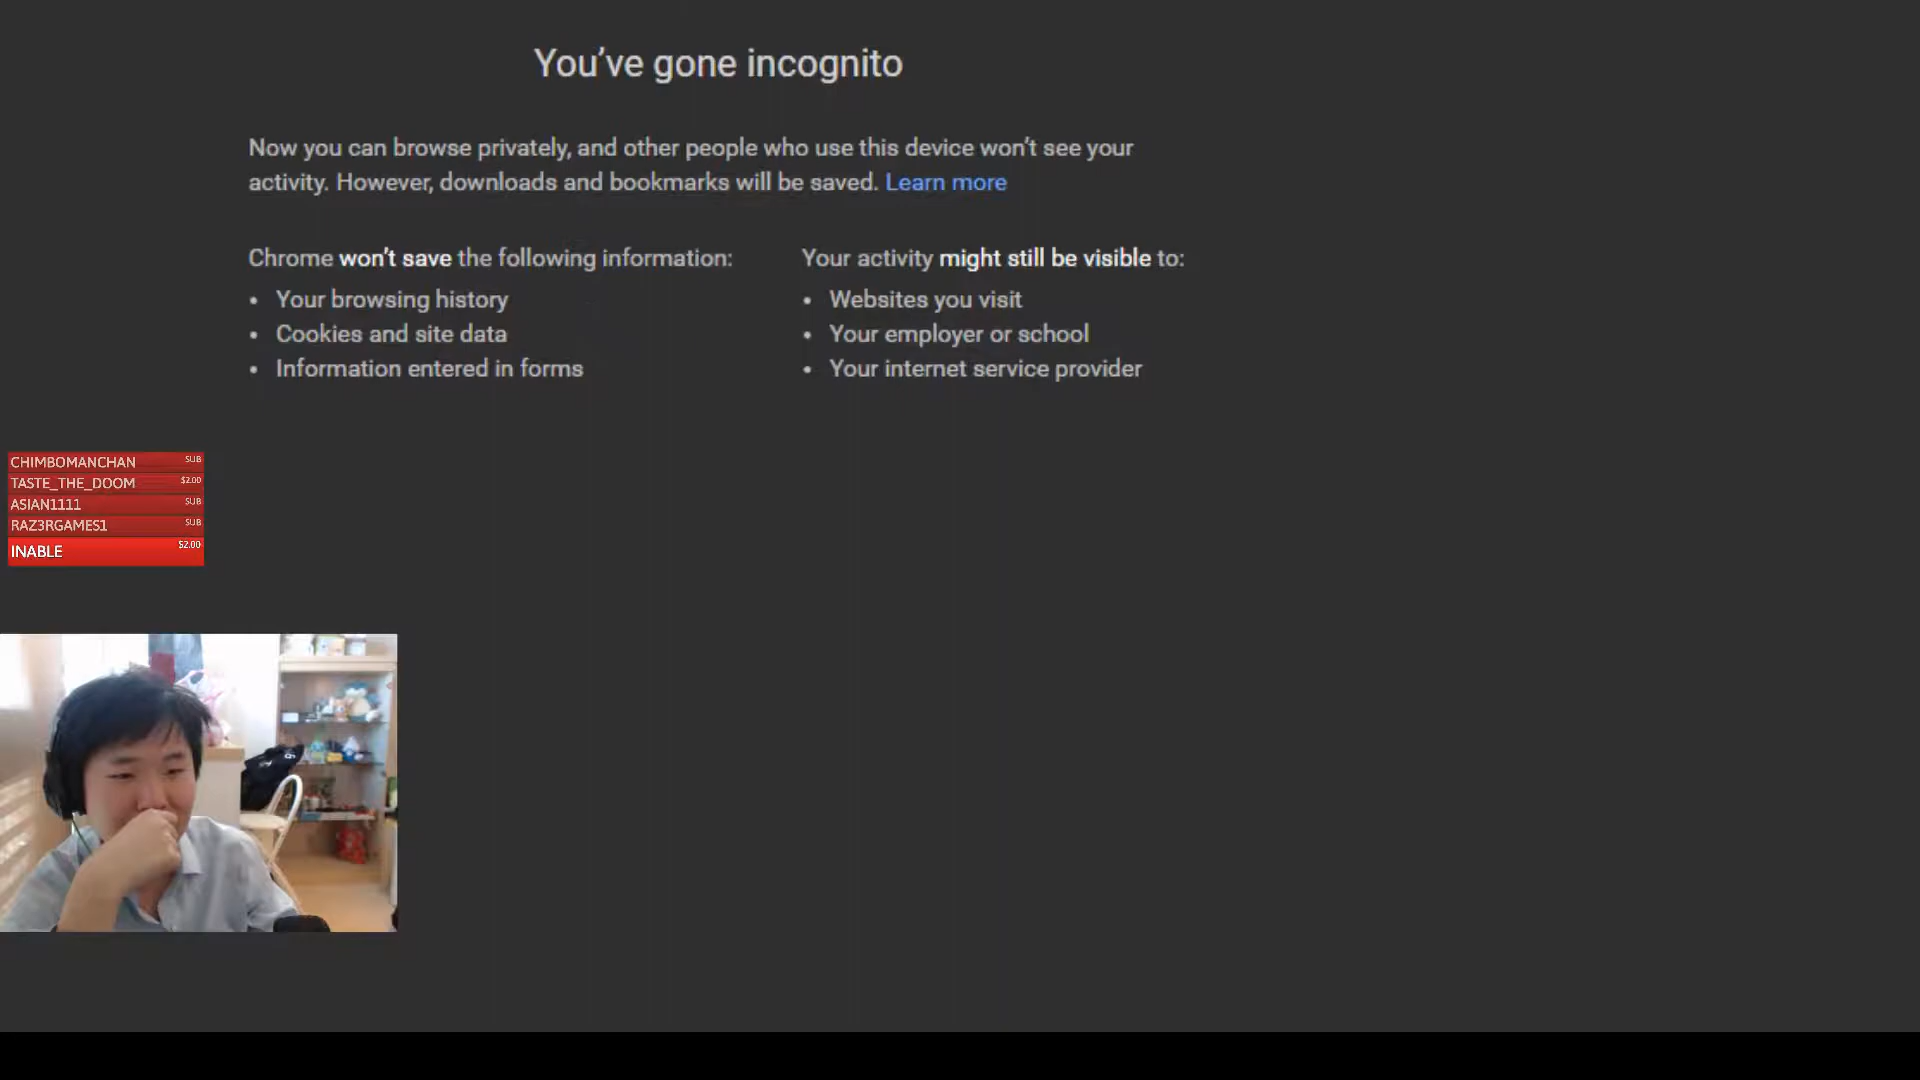 You've gone incognito
Now you can browse privately, and other people who use this device won't see your
activity. However, downloads and bookmarks will be saved. Learn more
Chrome won't save the following information:
• Your browsing history
• Cookies and site data
• Information entered in forms
Your activity might still be visible to:
• Websites you visit
• Your employer or school
• Your internet service provider
CHIMBOMANCHAN SUB
TASTE_THE_DOOM $2.00
ASIAN1111 SUB
RAZ3RGAMES1 SUB
INABLE $2.00